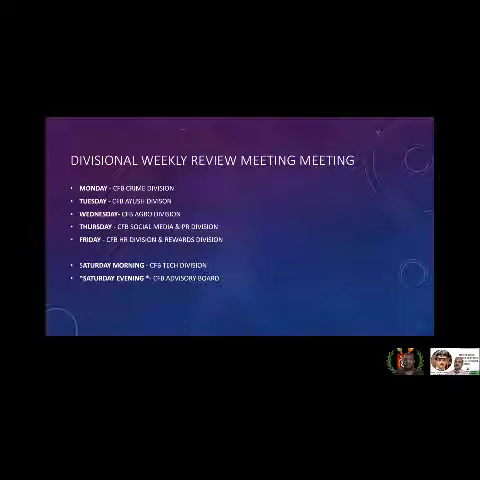 DIVISIONAL WEEKLY REVIEW MEETING MEETING
• MONDAY - CFB CRIME DIVISION
• TUESDAY - CFB AYUSH DIVISON
• WEDNESDAY- CFB AGRO DIVISION
• THURSDAY - CFB SOCIAL MEDIA & PR DIVISION
• FRIDAY - CFB HR DIVISION & REWARDS DIVISION
• SATURDAY MORNING - CFB TECH DIVISION
• *SATURDAY EVENING *- CFB ADVISORY BOARD